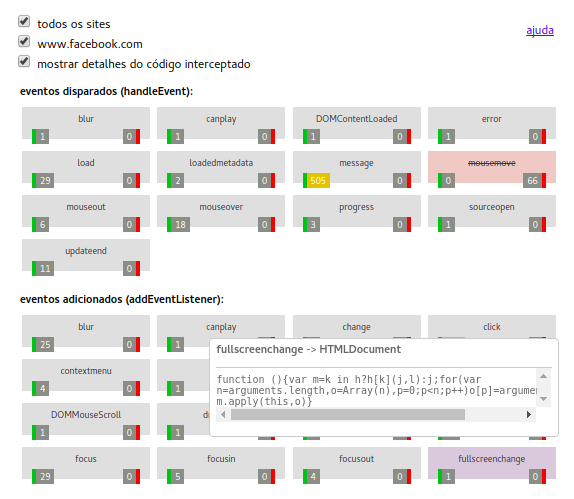 todos os sites
ajuda
www.facebook.com
mostrar detalhes do código interceptado
eventos disparados (handleEvent):
blur canplay DOMContentLoaded error
1 0 1 0 1 0 1 0
load loadedmetadata message mousemove
29 0 2 0 505 0 0 66
mouseout mouseover progress sourceopen
6 0 18 0 3 0 1 0
updateend
11 0
eventos adicionados (addEventListener):
blur canplay change click
25 0 1
fullscreenchange -> HTMLDocument
contextmenu
4 0
function (){var m=k in h?h[k](j,l):j;for(var
n=arguments.length,o=Array(n),p=0;p<n;p++)o[p]=argume
m.apply(this,o)}
DOMMouseScroll
1 0 1
focus focusin focusout fullscreenchange
29 0 5 0 4 0 1 0